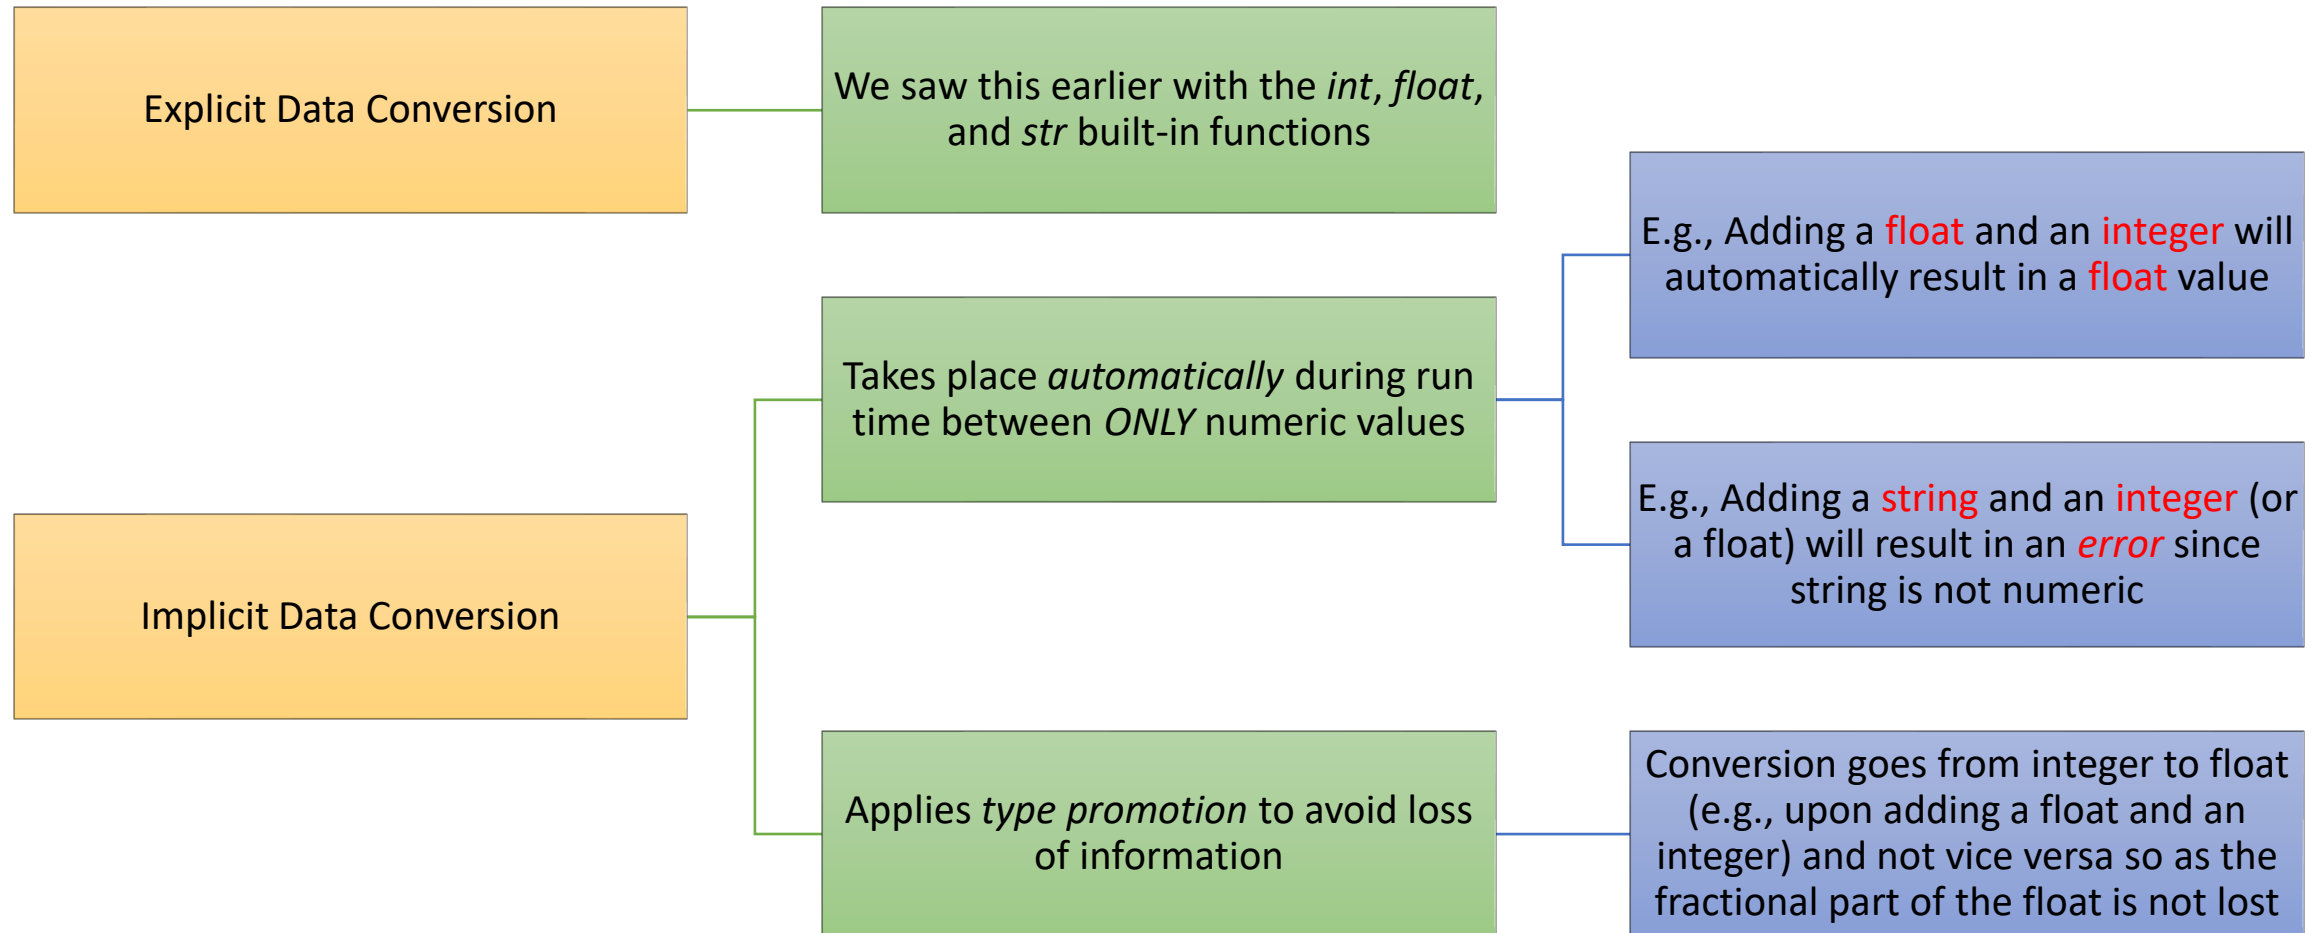 Explicit Data Conversion
We saw this earlier with the int, float,
and str built-in functions
E.g., Adding a float and an integer will
automatically result in a float value
Takes place automatically during run
time between ONLY numeric values
E.g., Adding a string and an integer (or
a float) will result in an error since
string is not numeric
Implicit Data Conversion
Applies type promotion to avoid loss
of information
Conversion goes from integer to float
(e.g., upon adding a float and an
integer) and not vice versa so as the
fractional part of the float is not lost